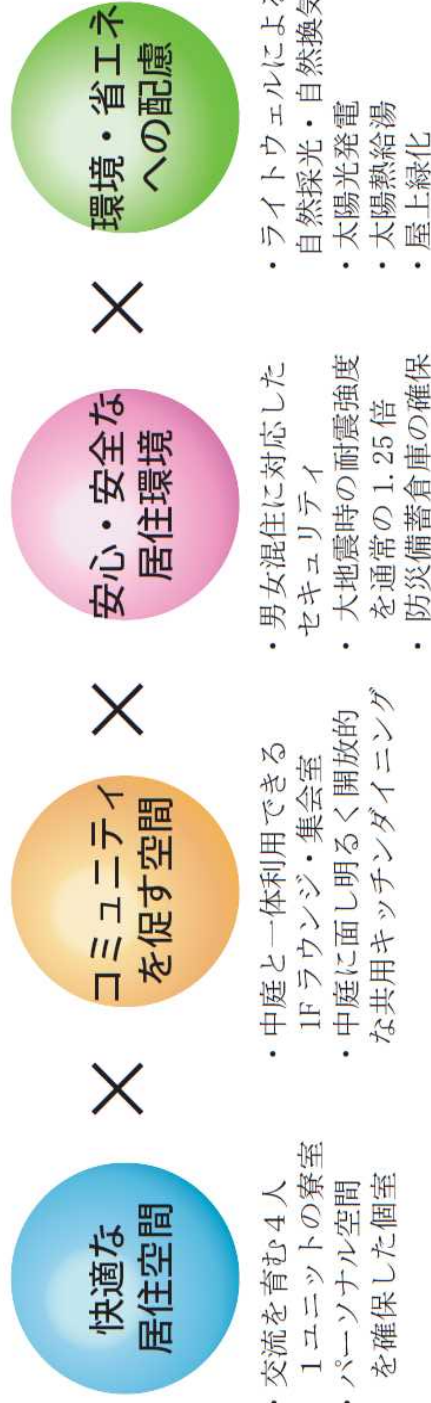 快適な
居住空間
・交流を育む4人
1ユニットの寮室
・パーソナル空間
を確保した個室
×
コミュニティ
を促す空間
・中庭と一体利用できる
1Fラウンジ・集会室
・中庭に面し明るく開放的
な共用キッチンダイニング
×
安心・安全な
居住環境
・男女混住に対応した
セキュリティ
・大地震時の耐震強度
を通常の1.25倍
・防災備蓄倉庫の確保
×
環境・省エネ
への配慮
・ライトウェルによる
自然採光・自然換気
・太陽光発電
・太陽熱給湯
・屋上緑化